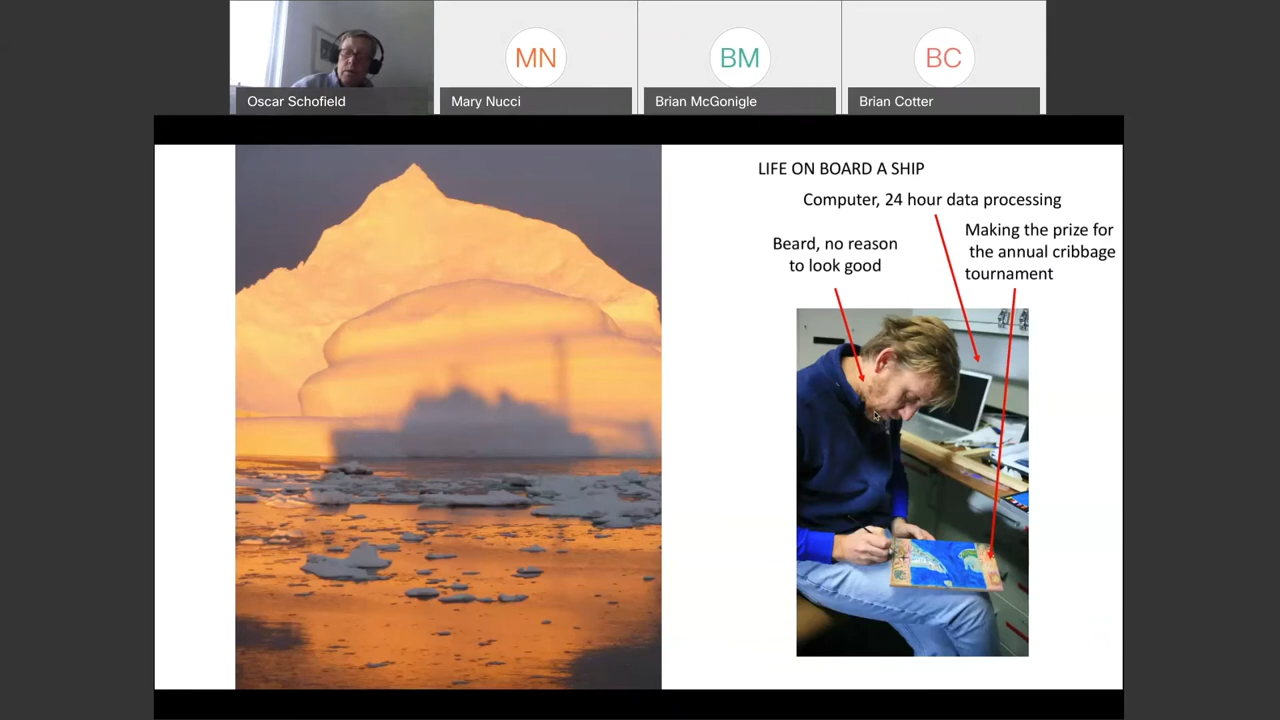 MN
BM
BC
Oscar Schofield
Mary Nucci
Brian McGonigle
Brian Cotter
LIFE ON BOARD A SHIP
Computer, 24 hour data processing
Making the prize for
the annual cribbage
tournament
Beard, no reason
to look good